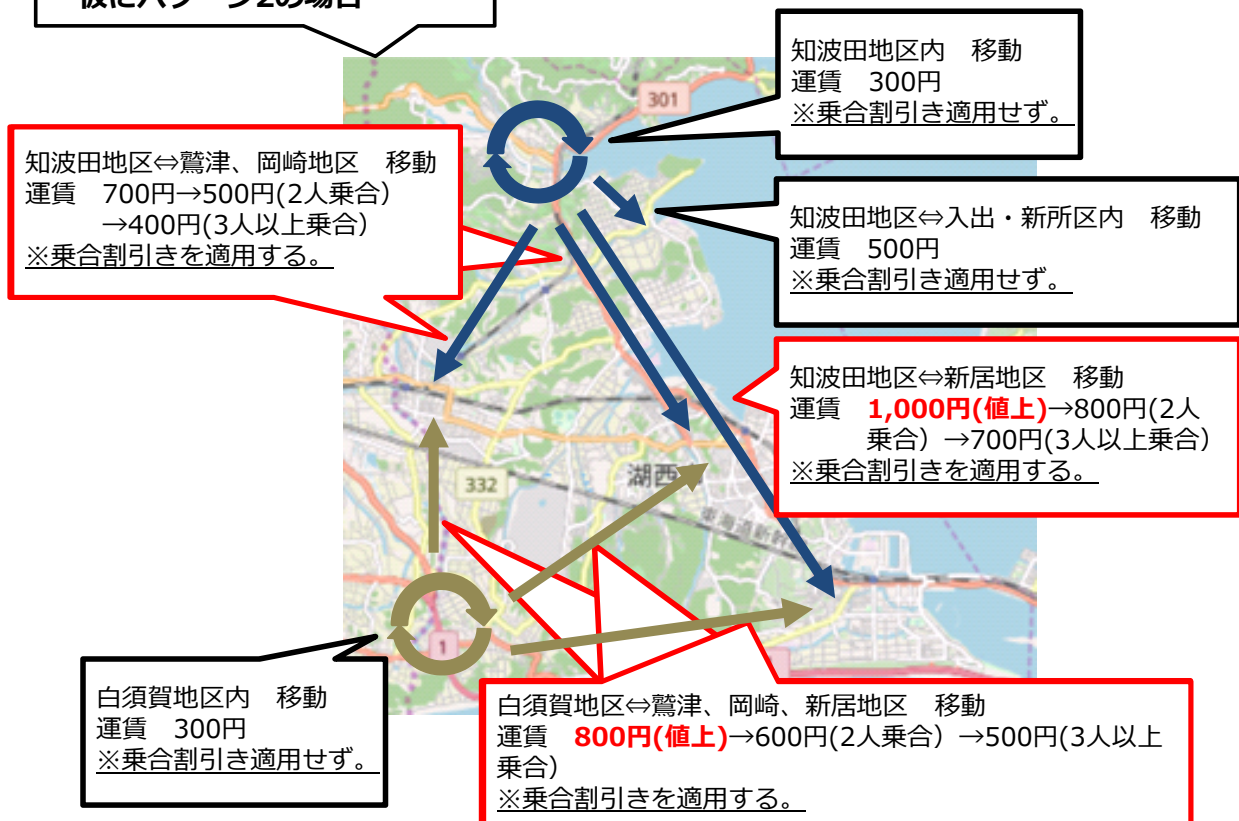 仮にパターン2の場合
知波田地区内　移動
運賃　300円
※乗合割引き適用せず。
301
知波田地区⇔鷲津、岡崎地区　移動
運賃　700円→500円(2人乗合）
→400円(3人以上乗合）
※乗合割引きを適用する。
知波田地区⇔入出・新所区内　移動
運賃　500円
※乗合割引き適用せず。
知波田地区⇔新居地区　移動
運賃　1,000円(値上)→800円(2人
乗合）→700円(3人以上乗合）
※乗合割引きを適用する。
332
湖西
東海道新幹
1
白須賀地区内　移動
運賃　300円
※乗合割引き適用せず。
白須賀地区⇔鷲津、岡崎、新居地区　移動
運賃　800円(値上)→600円(2人乗合）→500円(3人以上
乗合）
※乗合割引きを適用する。